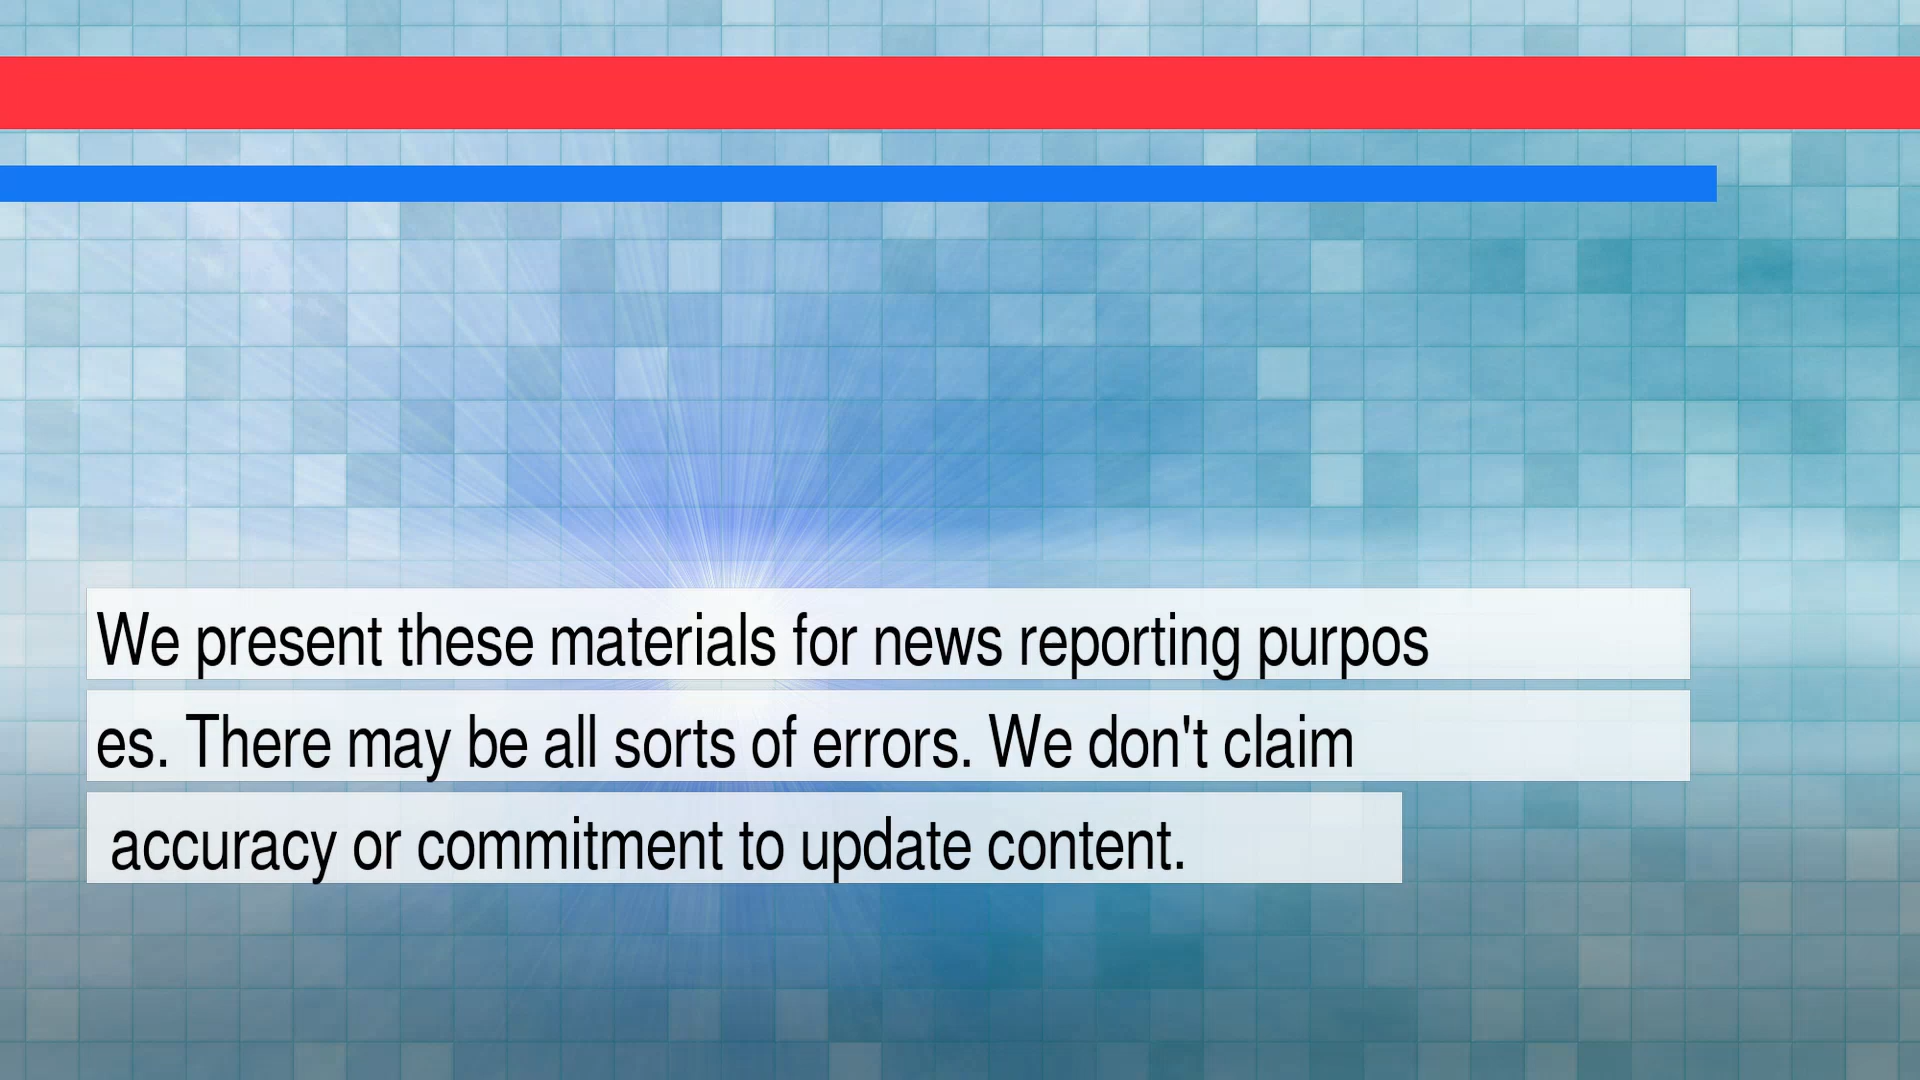 We present these materials for news reporting purpos
es. There may be all sorts of errors. We don't claim
accuracy or commitment to update content.